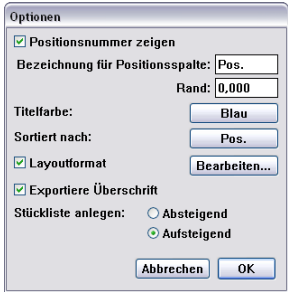 Optionen
Positionsnummer zeigen
Bezeichnung für Positionsspalte: Pos.
Rand: 0,000
Titelfarbe: Blau
Sortiert nach: Pos.
Layoutformat Bearbeiten...
Exportiere Überschrift
Stückliste anlegen: Absteigend
Aufsteigend
Abbrechen OK